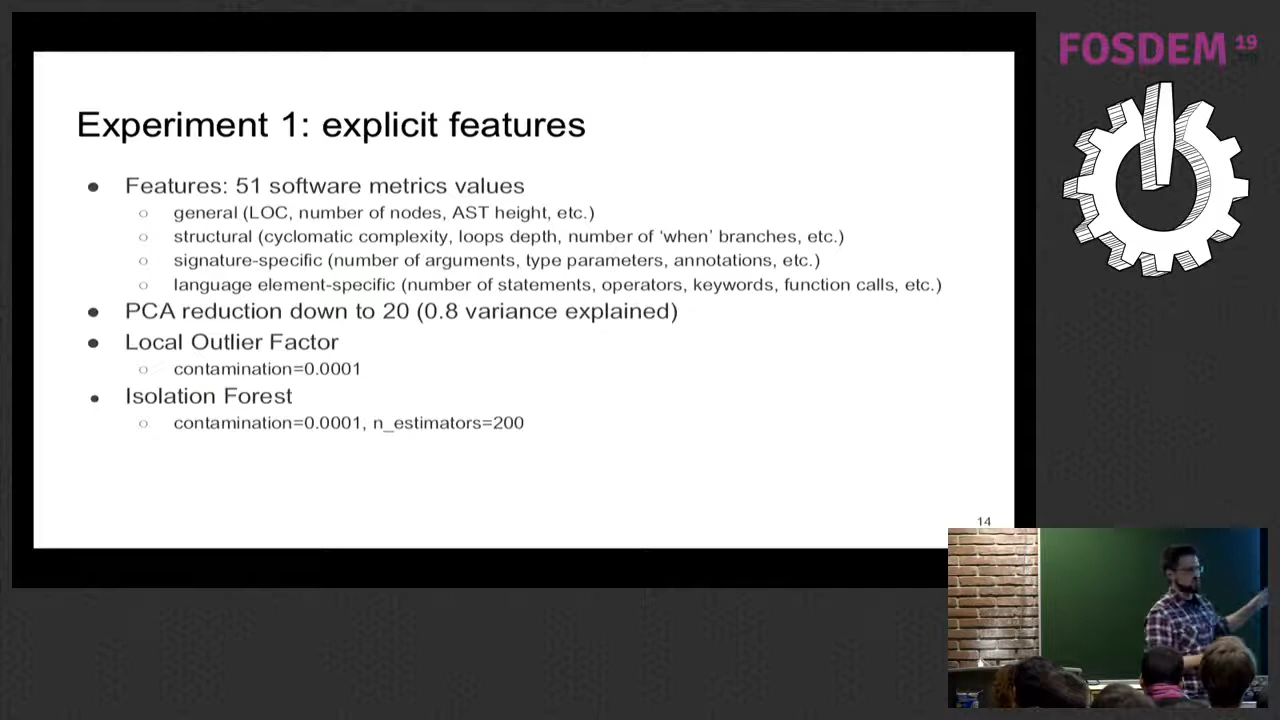 FOSDEM 19
Experiment 1: explicit features
● Features: 51 software metrics values
○ general (LOC, number of nodes, AST height, etc.)
○ structural (cyclomatic complexity, loops depth, number of ‘when’ branches, etc.)
○ signature-specific (number of arguments, type parameters, annotations, etc.)
○ language element-specific (number of statements, operators, keywords, function calls, etc.)
● PCA reduction down to 20 (0.8 variance explained)
● Local Outlier Factor
○ contamination=0.0001
● Isolation Forest
○ contamination=0.0001, n_estimators=200
14